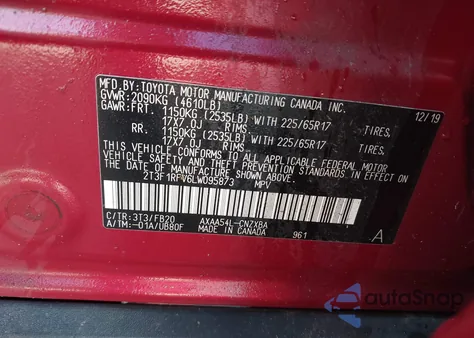 MFD. BY: TOYOTA MOTOR MANUFACTURING CANADA INC.
GVWR: 2090KG (4610LB) 12/19
GAWR:FRT. 1150KG (2535LB) WITH 225/65R17 TIRES,
17X7.0J RIMS,
RR. 1150KG (2535LB) WITH 225/65R17 TIRES,
17X7.0J RIMS,
THIS VEHICLE CONFORMS TO ALL APPLICABLE FEDERAL MOTOR
VEHICLE SAFETY, BUMPER, AND THEFT PREVENTION STANDARDS IN
EFFECT ON THE DATE OF MANUFACTURE SHOWN ABOVE.
2T3F1RFV6LW095873 MPV
C/TR:3T3/FB20 AXAA54L-CNZXBA A
A/TM:-01A/UB80F MADE IN CANADA 961
autoSnap